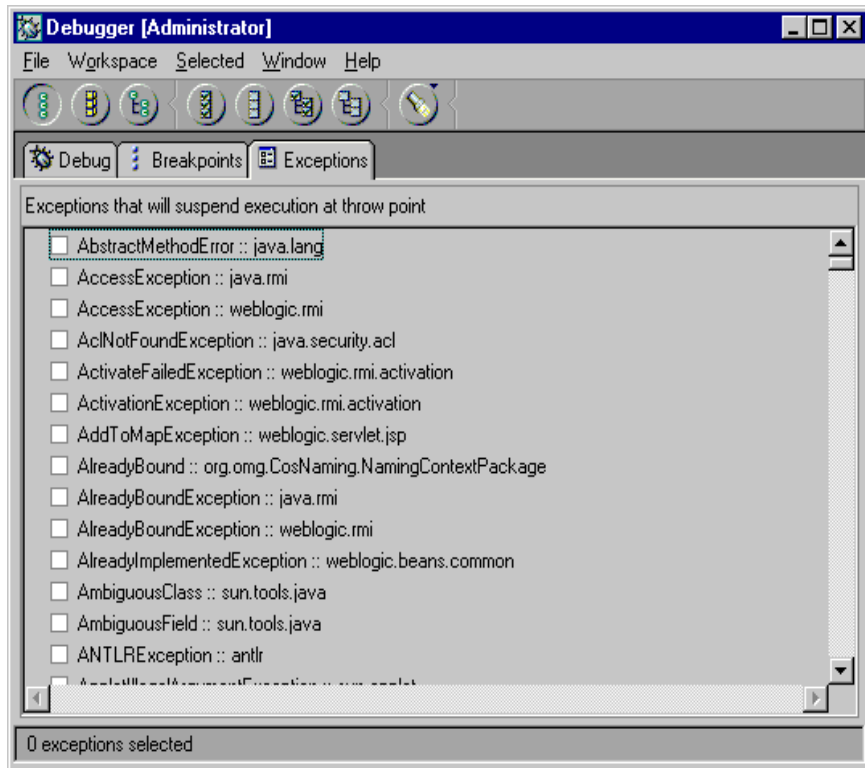 Debugger [Administrator]
File Workspace Selected Window Help
Debug Breakpoints Exceptions
Exceptions that will suspend execution at throw point
AbstractMethodError :: java.lang
AccessException :: java.rmi
AccessException :: weblogic.rmi
AclNotFoundException :: java.security.acl
ActivateFailedException :: weblogic.rmi.activation
ActivationException :: weblogic.rmi.activation
AddToMapException :: weblogic.servlet.jsp
AlreadyBound :: org.omg.CosNaming.NamingContextPackage
AlreadyBoundException :: java.rmi
AlreadyBoundException :: weblogic.rmi
AlreadyImplementedException :: weblogic.beans.common
AmbiguousClass :: sun.tools.java
AmbiguousField :: sun.tools.java
ANTLRException :: antlr
0 exceptions selected